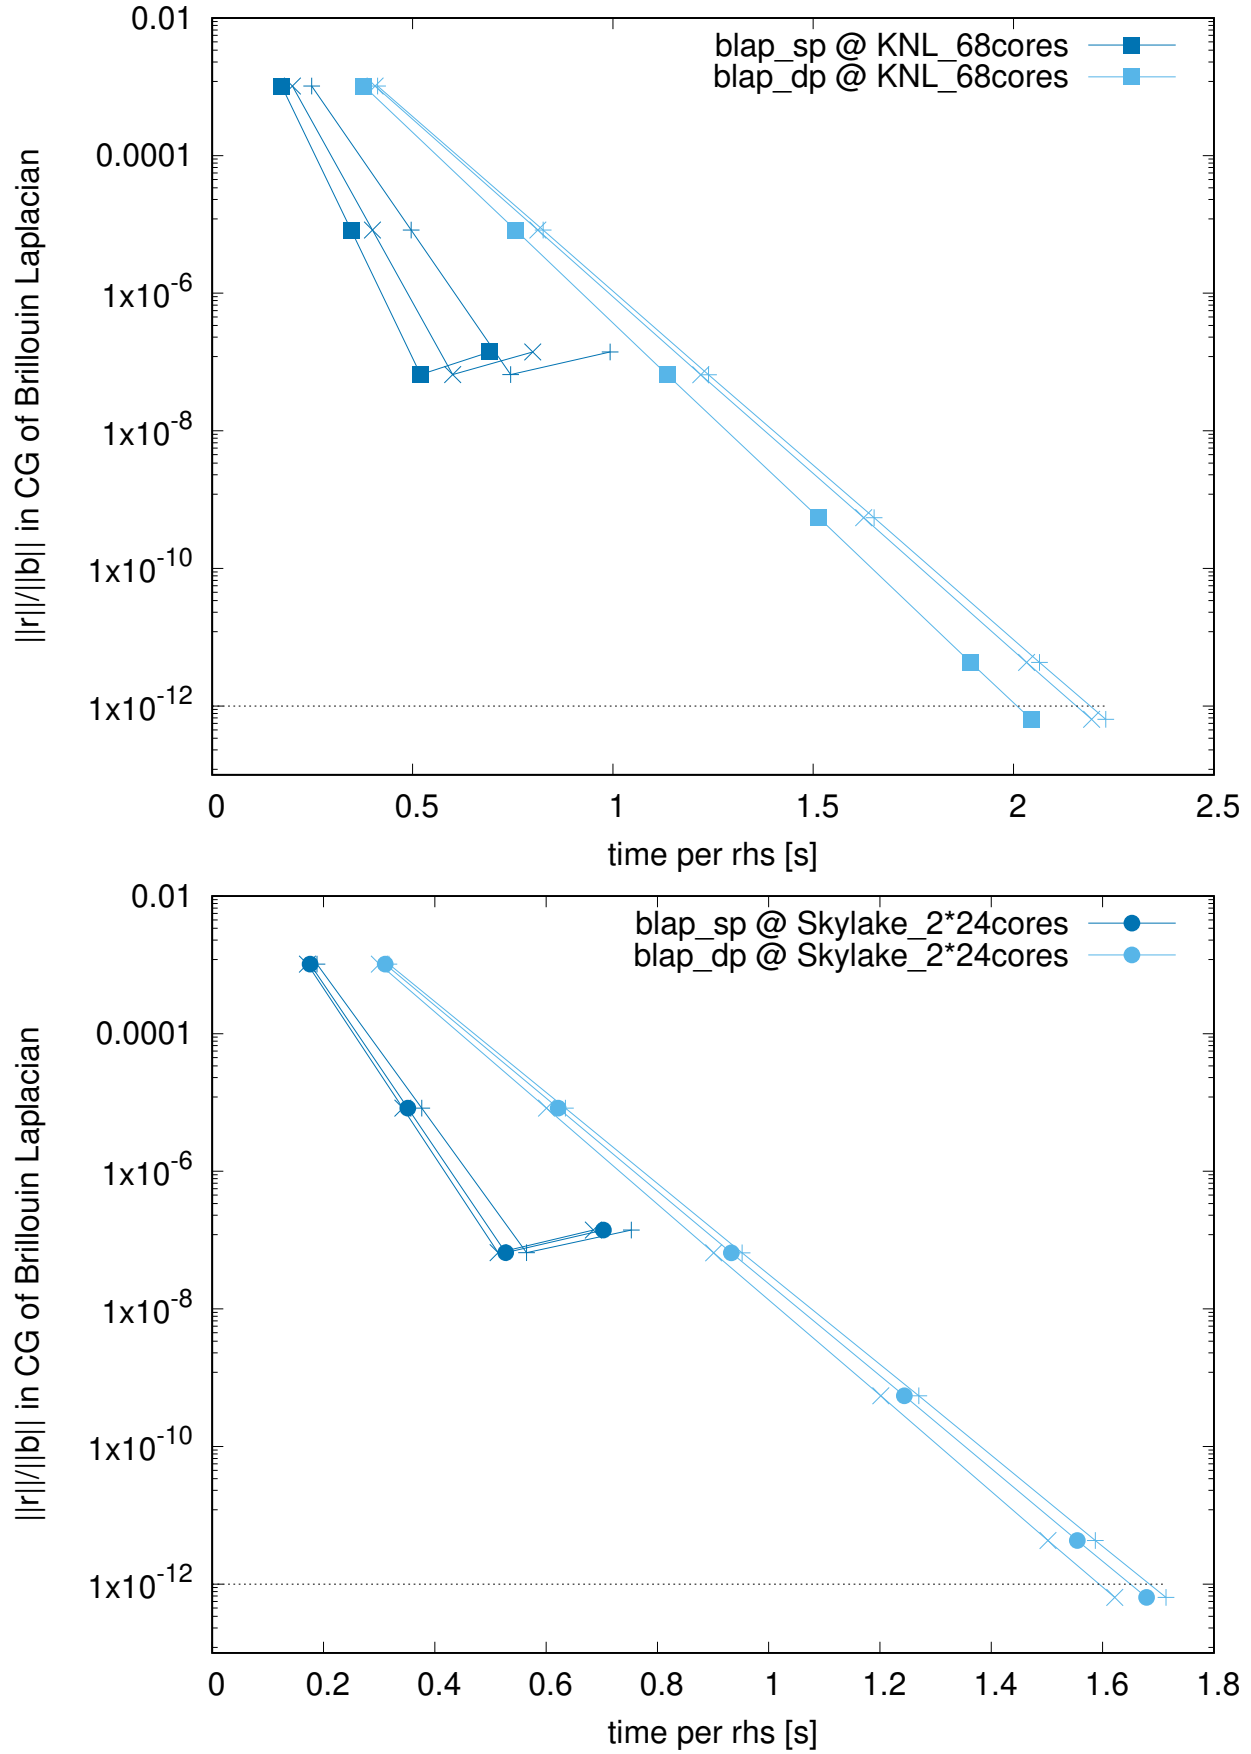 0.01
0.0001
1x10^-6
1x10^-8
1x10^-10
1x10^-12
||r||/||b|| in CG of Brillouin Laplacian
blap_sp @ KNL_68cores
blap_dp @ KNL_68cores
0 0.5 1 1.5 2 2.5
time per rhs [s]
0.01
0.0001
1x10^-6
1x10^-8
1x10^-10
1x10^-12
||r||/||b|| in CG of Brillouin Laplacian
blap_sp @ Skylake_2*24cores
blap_dp @ Skylake_2*24cores
0 0.2 0.4 0.6 0.8 1 1.2 1.4 1.6 1.8
time per rhs [s]